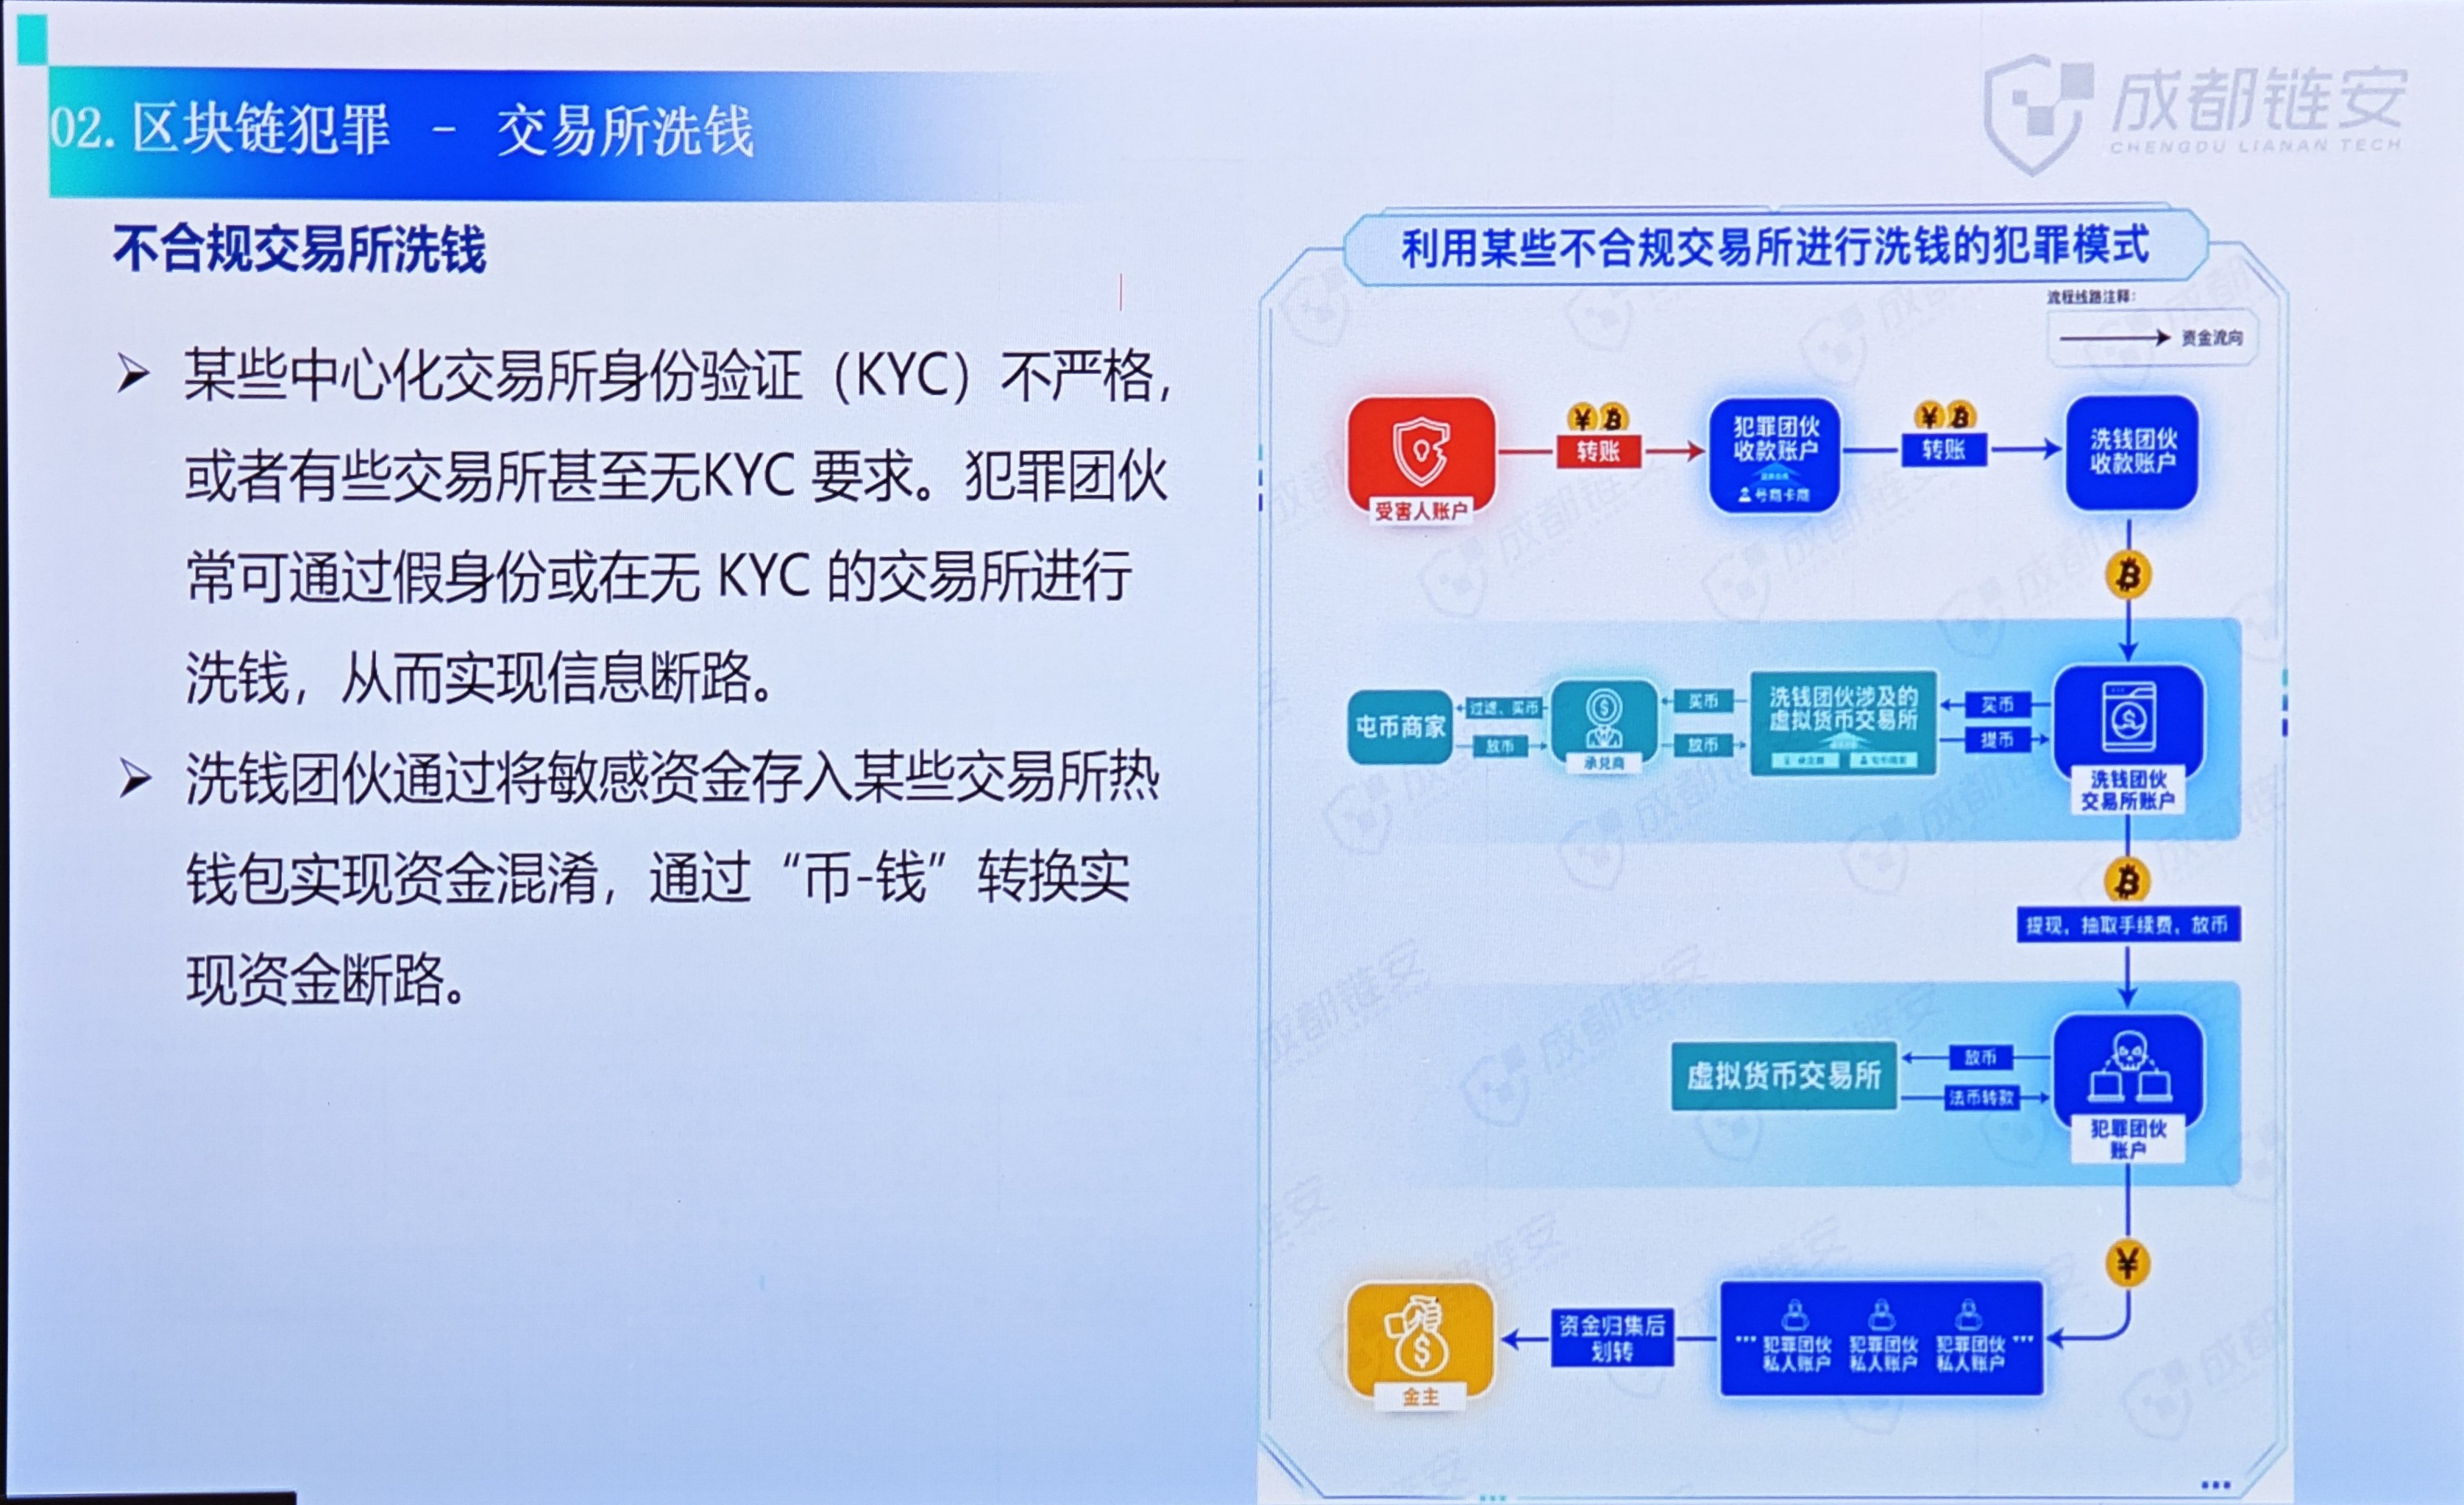 02. 区块链犯罪 - 交易所洗钱
成都链安
CHENGDU LIANAN TECH
不合规交易所洗钱
某些中心化交易所身份验证（KYC）不严格，
或者有些交易所甚至无KYC 要求。犯罪团伙
常可通过假身份或在无 KYC 的交易所进行
洗钱，从而实现信息断路。
洗钱团伙通过将敏感资金存入某些交易所热
钱包实现资金混淆，通过“币-钱”转换实
现资金断路。
利用某些不合规交易所进行洗钱的犯罪模式
流程线路注释：
资金流向
受害人账户
转账
犯罪团伙
收款账户
号商卡商
转账
洗钱团伙
收款账户
屯币商家
过滤、买币
放币
承兑商
买币
放币
洗钱团伙涉及的
虚拟货币交易所
买币
提币
洗钱团伙
交易所账户
提现，抽取手续费，放币
虚拟货币交易所
放币
法币转款
犯罪团伙
账户
金主
资金归集后
划转
犯罪团伙
私人账户
犯罪团伙
私人账户
犯罪团伙
私人账户